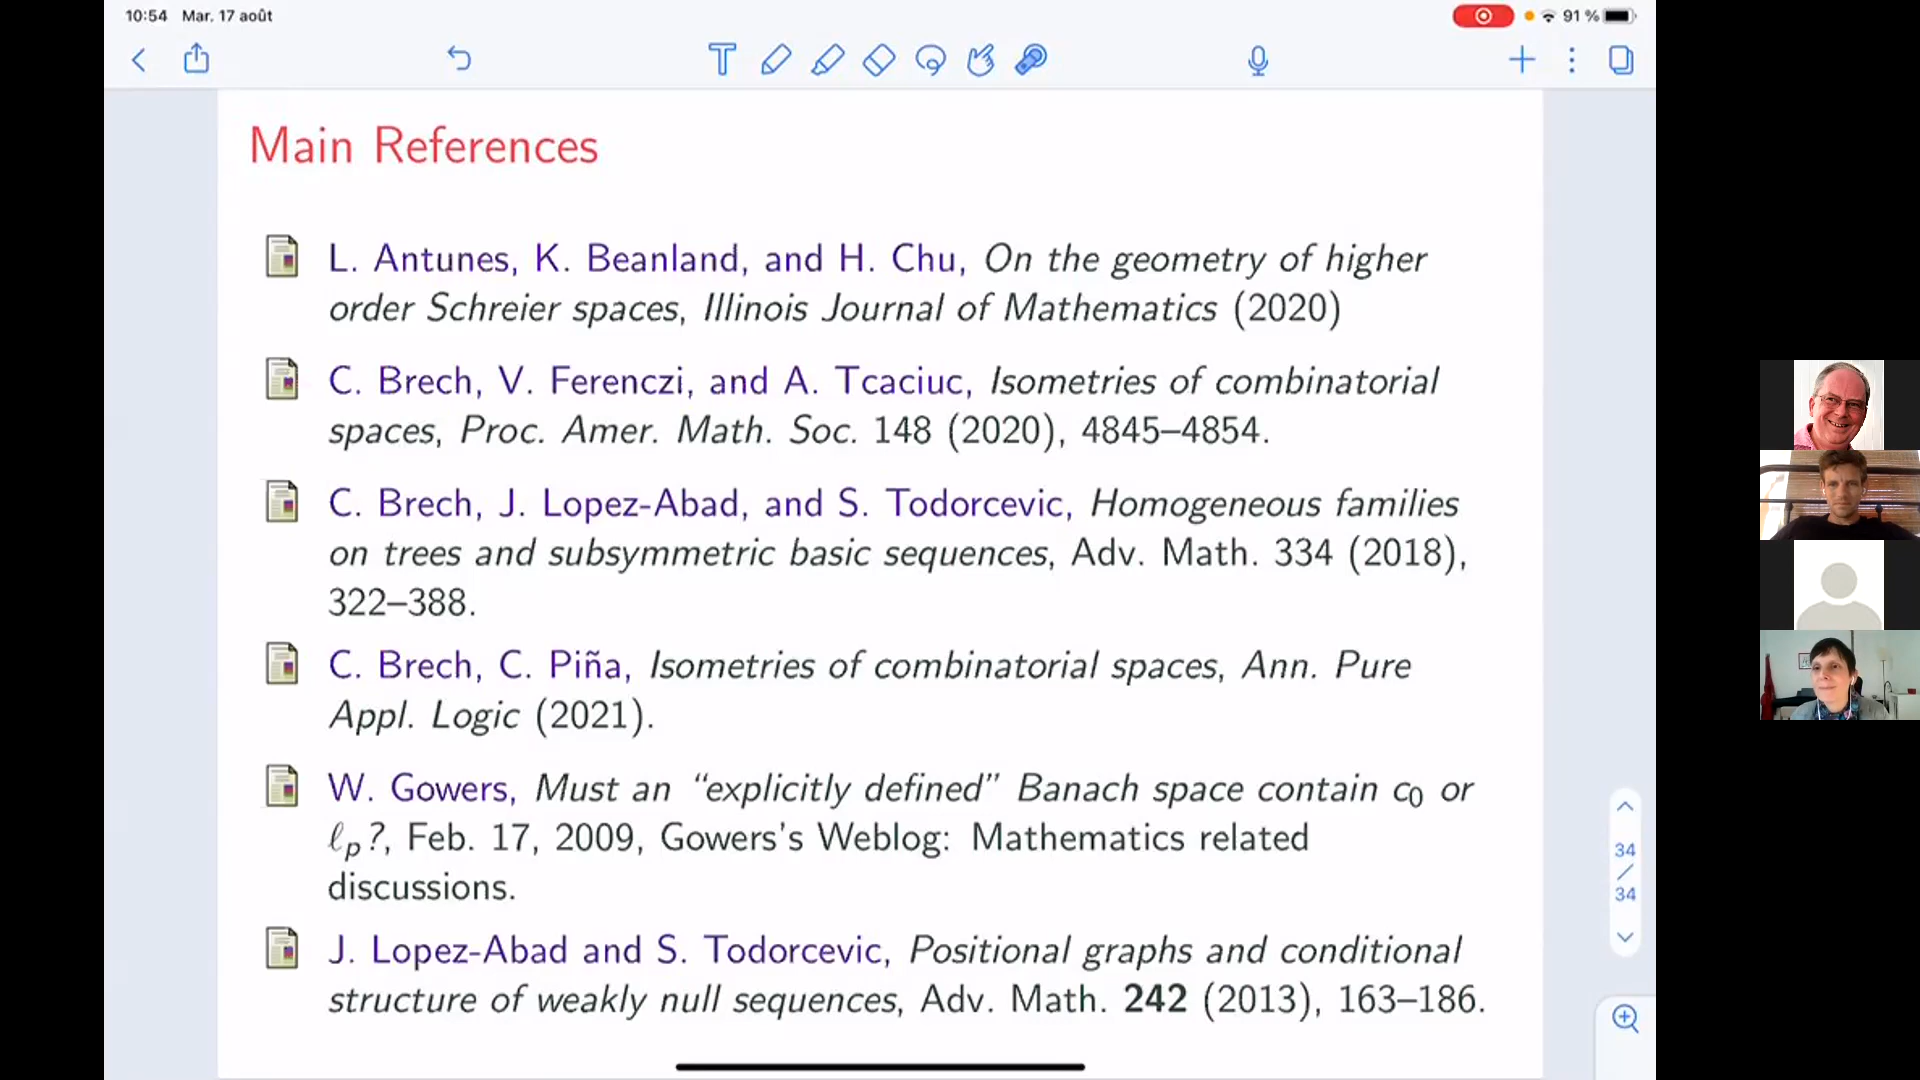 10:54 Mar. 17 août
91 %
Main References
L. Antunes, K. Beanland, and H. Chu, On the geometry of higher
order Schreier spaces, Illinois Journal of Mathematics (2020)
C. Brech, V. Ferenczi, and A. Tcaciuc, Isometries of combinatorial
spaces, Proc. Amer. Math. Soc. 148 (2020), 4845–4854.
C. Brech, J. Lopez-Abad, and S. Todorcevic, Homogeneous families
on trees and subsymmetric basic sequences, Adv. Math. 334 (2018),
322–388.
C. Brech, C. Piña, Isometries of combinatorial spaces, Ann. Pure
Appl. Logic (2021).
W. Gowers, Must an “explicitly defined” Banach space contain c₀ or
ℓₚ?, Feb. 17, 2009, Gowers's Weblog: Mathematics related
discussions.
J. Lopez-Abad and S. Todorcevic, Positional graphs and conditional
structure of weakly null sequences, Adv. Math. 242 (2013), 163–186.
34
/
34